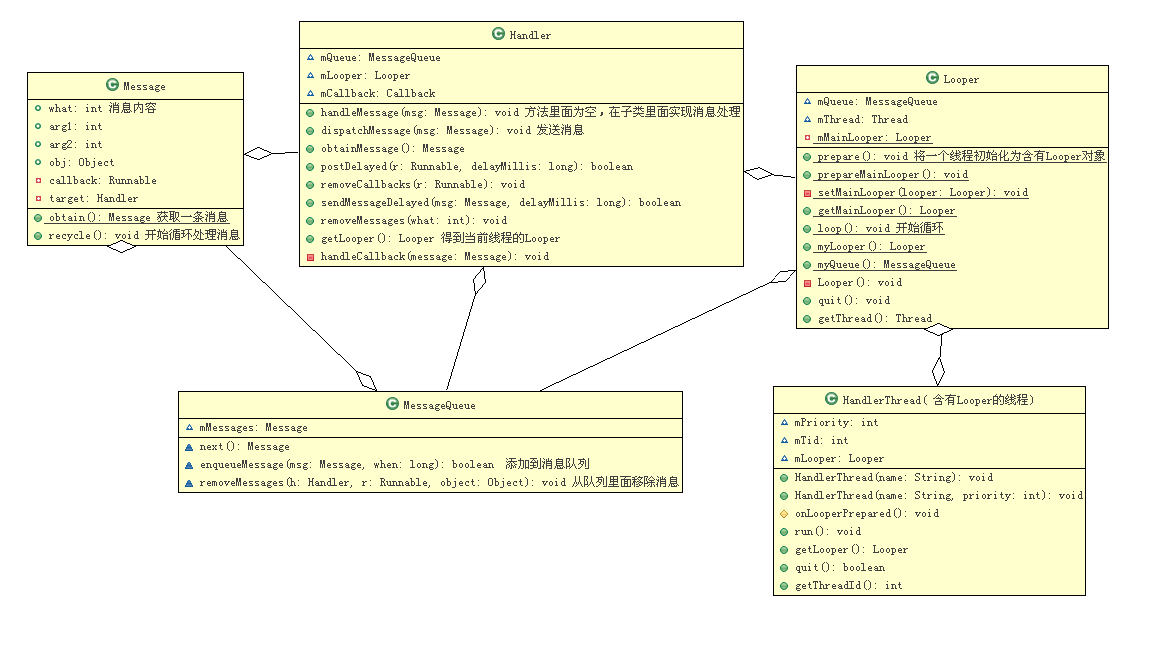 Message
what: int 消息内容
arg1: int
arg2: int
obj: Object
callback: Runnable
target: Handler
obtain(): Message 获取一条消息
recycle(): void 开始循环处理消息
Handler
mQueue: MessageQueue
mLooper: Looper
mCallback: Callback
handleMessage(msg: Message): void 方法里面为空，在子类里面实现消息处理
dispatchMessage(msg: Message): void 发送消息
obtainMessage(): Message
postDelayed(r: Runnable, delayMillis: long): boolean
removeCallbacks(r: Runnable): void
sendMessageDelayed(msg: Message, delayMillis: long): boolean
removeMessages(what: int): void
getLooper(): Looper 得到当前线程的Looper
handleCallback(message: Message): void
Looper
mQueue: MessageQueue
mThread: Thread
mMainLooper: Looper
prepare(): void 将一个线程初始化为含有Looper对象
prepareMainLooper(): void
setMainLooper(looper: Looper): void
getMainLooper(): Looper
loop(): void 开始循环
myLooper(): Looper
myQueue(): MessageQueue
Looper(): void
quit(): void
getThread(): Thread
MessageQueue
mMessages: Message
next(): Message
enqueueMessage(msg: Message, when: long): boolean 添加到消息队列
removeMessages(h: Handler, r: Runnable, object: Object): void 从队列里面移除消息
HandlerThread( 含有Looper的线程)
mPriority: int
mTid: int
mLooper: Looper
HandlerThread(name: String): void
HandlerThread(name: String, priority: int): void
onLooperPrepared(): void
run(): void
getLooper(): Looper
quit(): boolean
getThreadId(): int